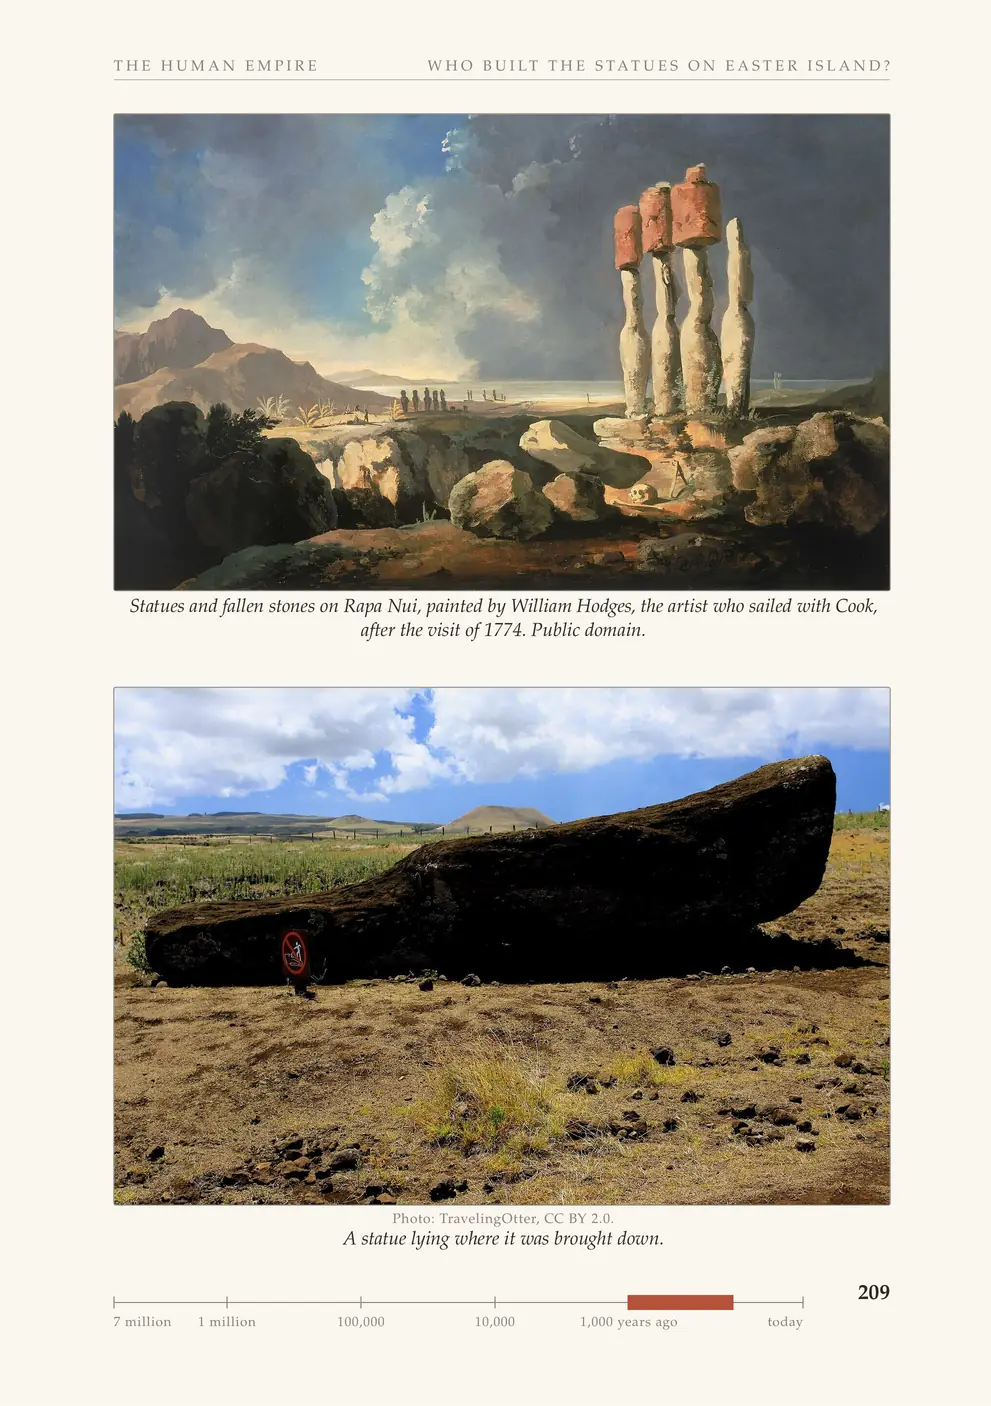 THE HUMAN EMPIRE
WHO BUILT THE STATUES ON EASTER ISLAND?
Statues and fallen stones on Rapa Nui, painted by William Hodges, the artist who sailed with Cook,
after the visit of 1774. Public domain.
Photo: TravelingOtter, CC BY 2.0.
A statue lying where it was brought down.
209
7 million 1 million 100,000 10,000 1,000 years ago today